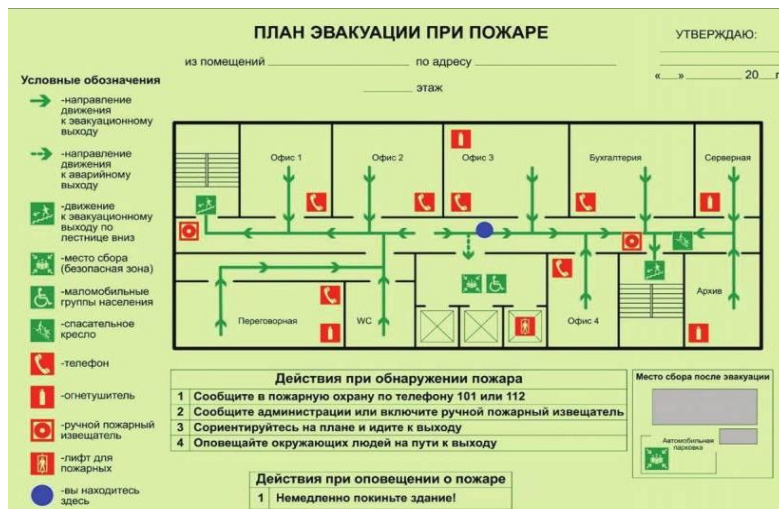 ПЛАН ЭВАКУАЦИИ ПРИ ПОЖАРЕ
УТВЕРЖДАЮ:
из помещений ____________ по адресу ____________
______ этаж
«___»_________ 20 г
Условные обозначения
-направление
движения
к эвакуационному
выходу
-направление
движения
к аварийному
выходу
-движение
к эвакуационному
выходу по
лестнице вниз
-место сбора
(безопасная зона)
-маломобильные
группы населения
-спасательное
кресло
-телефон
-огнетушитель
-ручной пожарный
извещатель
-лифт для
пожарных
-вы находитесь
здесь
Офис 1
Офис 2
Офис 3
Бухгалтерия
Серверная
Переговорная
WC
Офис 4
Архив
Действия при обнаружении пожара
1 Сообщите в пожарную охрану по телефону 101 или 112
2 Сообщите администрации или включите ручной пожарный извещатель
3 Сориентируйтесь на плане и идите к выходу
4 Оповещайте окружающих людей на пути к выходу
Действия при оповещении о пожаре
1 Немедленно покиньте здание!
Место сбора после эвакуации
Автомобильная
парковка